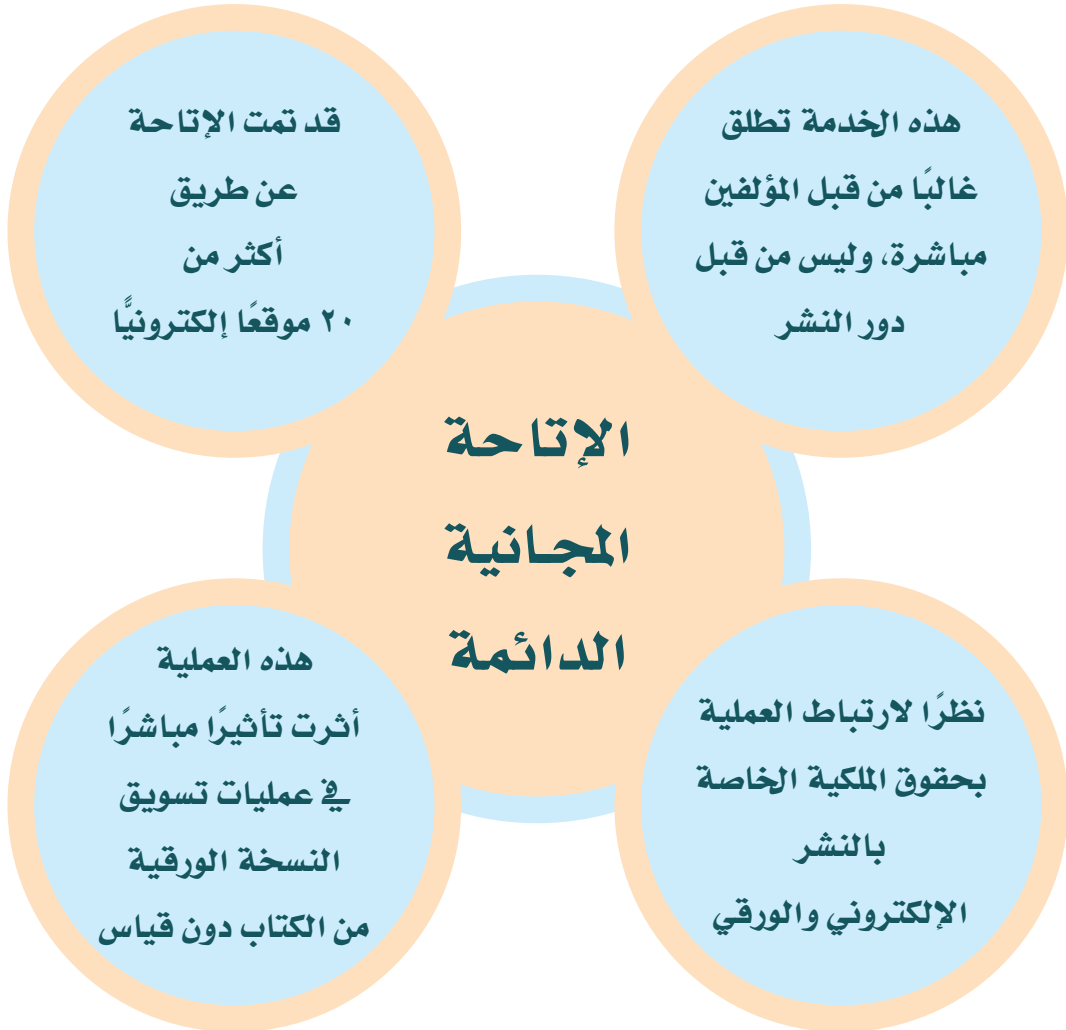 هذه الخدمة تطلق
غالبًا من قبل المؤلفين
مباشرة، وليس من قبل
دور النشر
قد تمت الإتاحة
عن طريق
أكثر من
٢٠ موقعًا إلكترونيًّا
الإتاحة
المجانية
الدائمة
نظرًا لارتباط العملية
بحقوق الملكية الخاصة
بالنشر
الإلكتروني والورقي
هذه العملية
أثرت تأثيرًا مباشرًا
في عمليات تسويق
النسخة الورقية
من الكتاب دون قياس